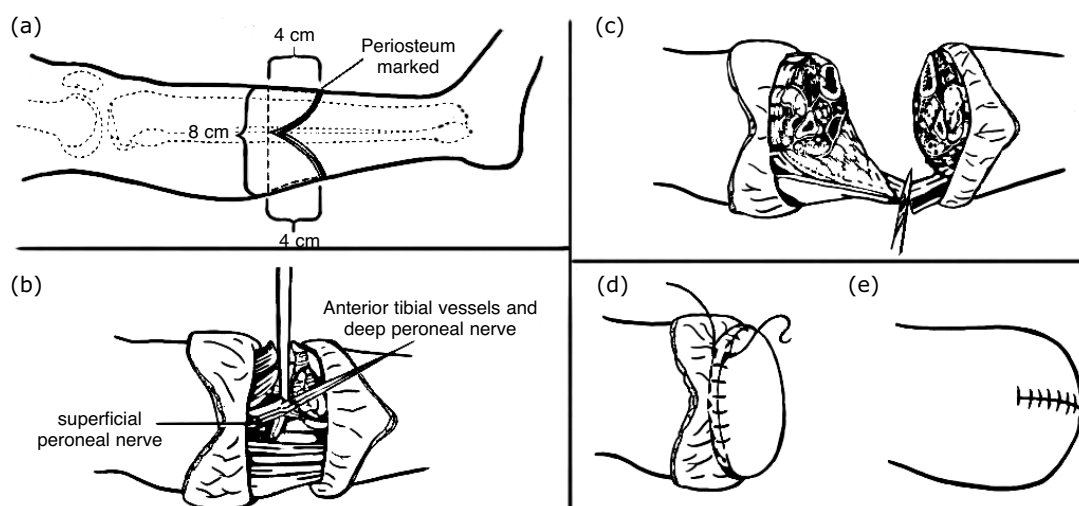 (a)
4 cm
Periosteum
marked
8 cm
4 cm
(b)
Anterior tibial vessels and
deep peroneal nerve
superficial
peroneal nerve
(c)
(d)
(e)